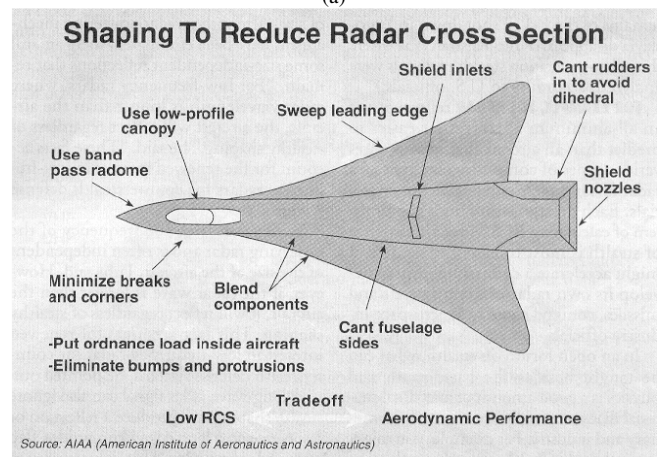 (a)
Shaping To Reduce Radar Cross Section
Shield inlets
Cant rudders
in to avoid
dihedral
Sweep leading edge
Use low-profile
canopy
Use band
pass radome
Shield
nozzles
Minimize breaks
and corners
Blend
components
Cant fuselage
sides
-Put ordnance load inside aircraft
-Eliminate bumps and protrusions
Tradeoff
Low RCS
Aerodynamic Performance
Source: AIAA (American Institute of Aeronautics and Astronautics)